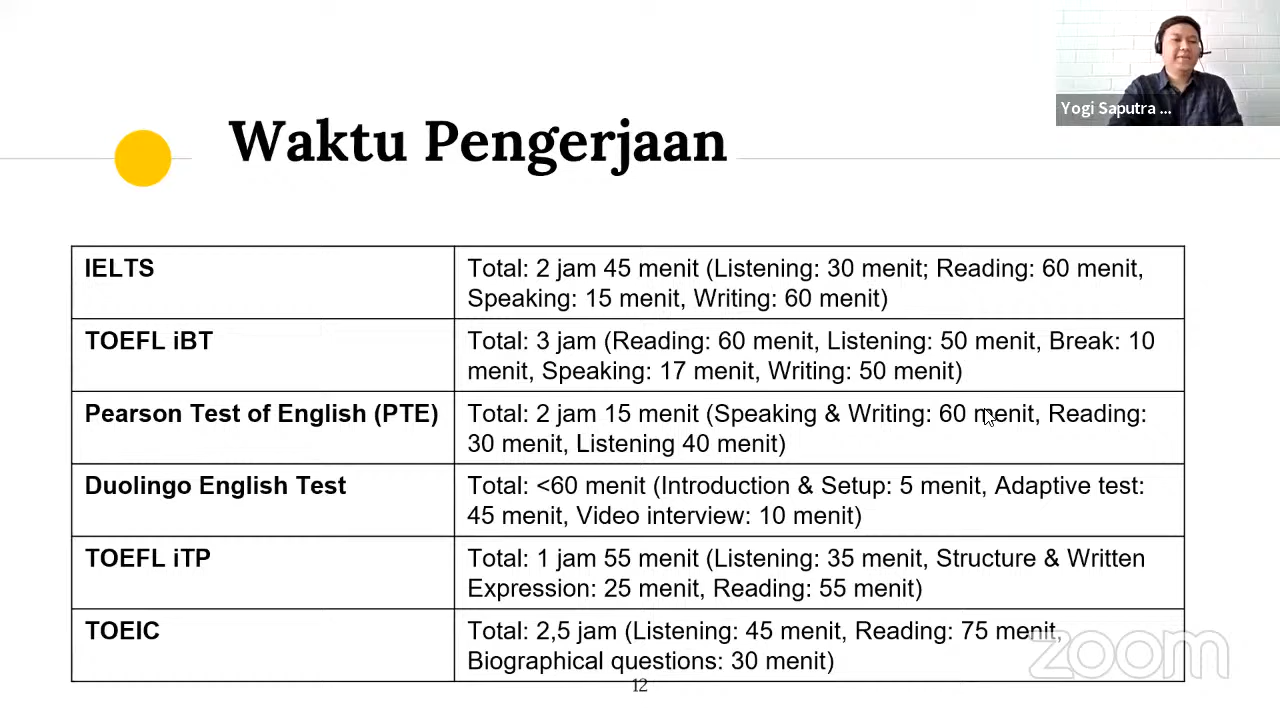 Yogi Saputra ...
Waktu Pengerjaan
IELTS
Total: 2 jam 45 menit (Listening: 30 menit; Reading: 60 menit,
Speaking: 15 menit, Writing: 60 menit)
TOEFL iBT
Total: 3 jam (Reading: 60 menit, Listening: 50 menit, Break: 10
menit, Speaking: 17 menit, Writing: 50 menit)
Pearson Test of English (PTE)
Total: 2 jam 15 menit (Speaking & Writing: 60 menit, Reading:
30 menit, Listening 40 menit)
Duolingo English Test
Total: <60 menit (Introduction & Setup: 5 menit, Adaptive test:
45 menit, Video interview: 10 menit)
TOEFL iTP
Total: 1 jam 55 menit (Listening: 35 menit, Structure & Written
Expression: 25 menit, Reading: 55 menit)
TOEIC
Total: 2,5 jam (Listening: 45 menit, Reading: 75 menit,
Biographical questions: 30 menit)
zoom
12